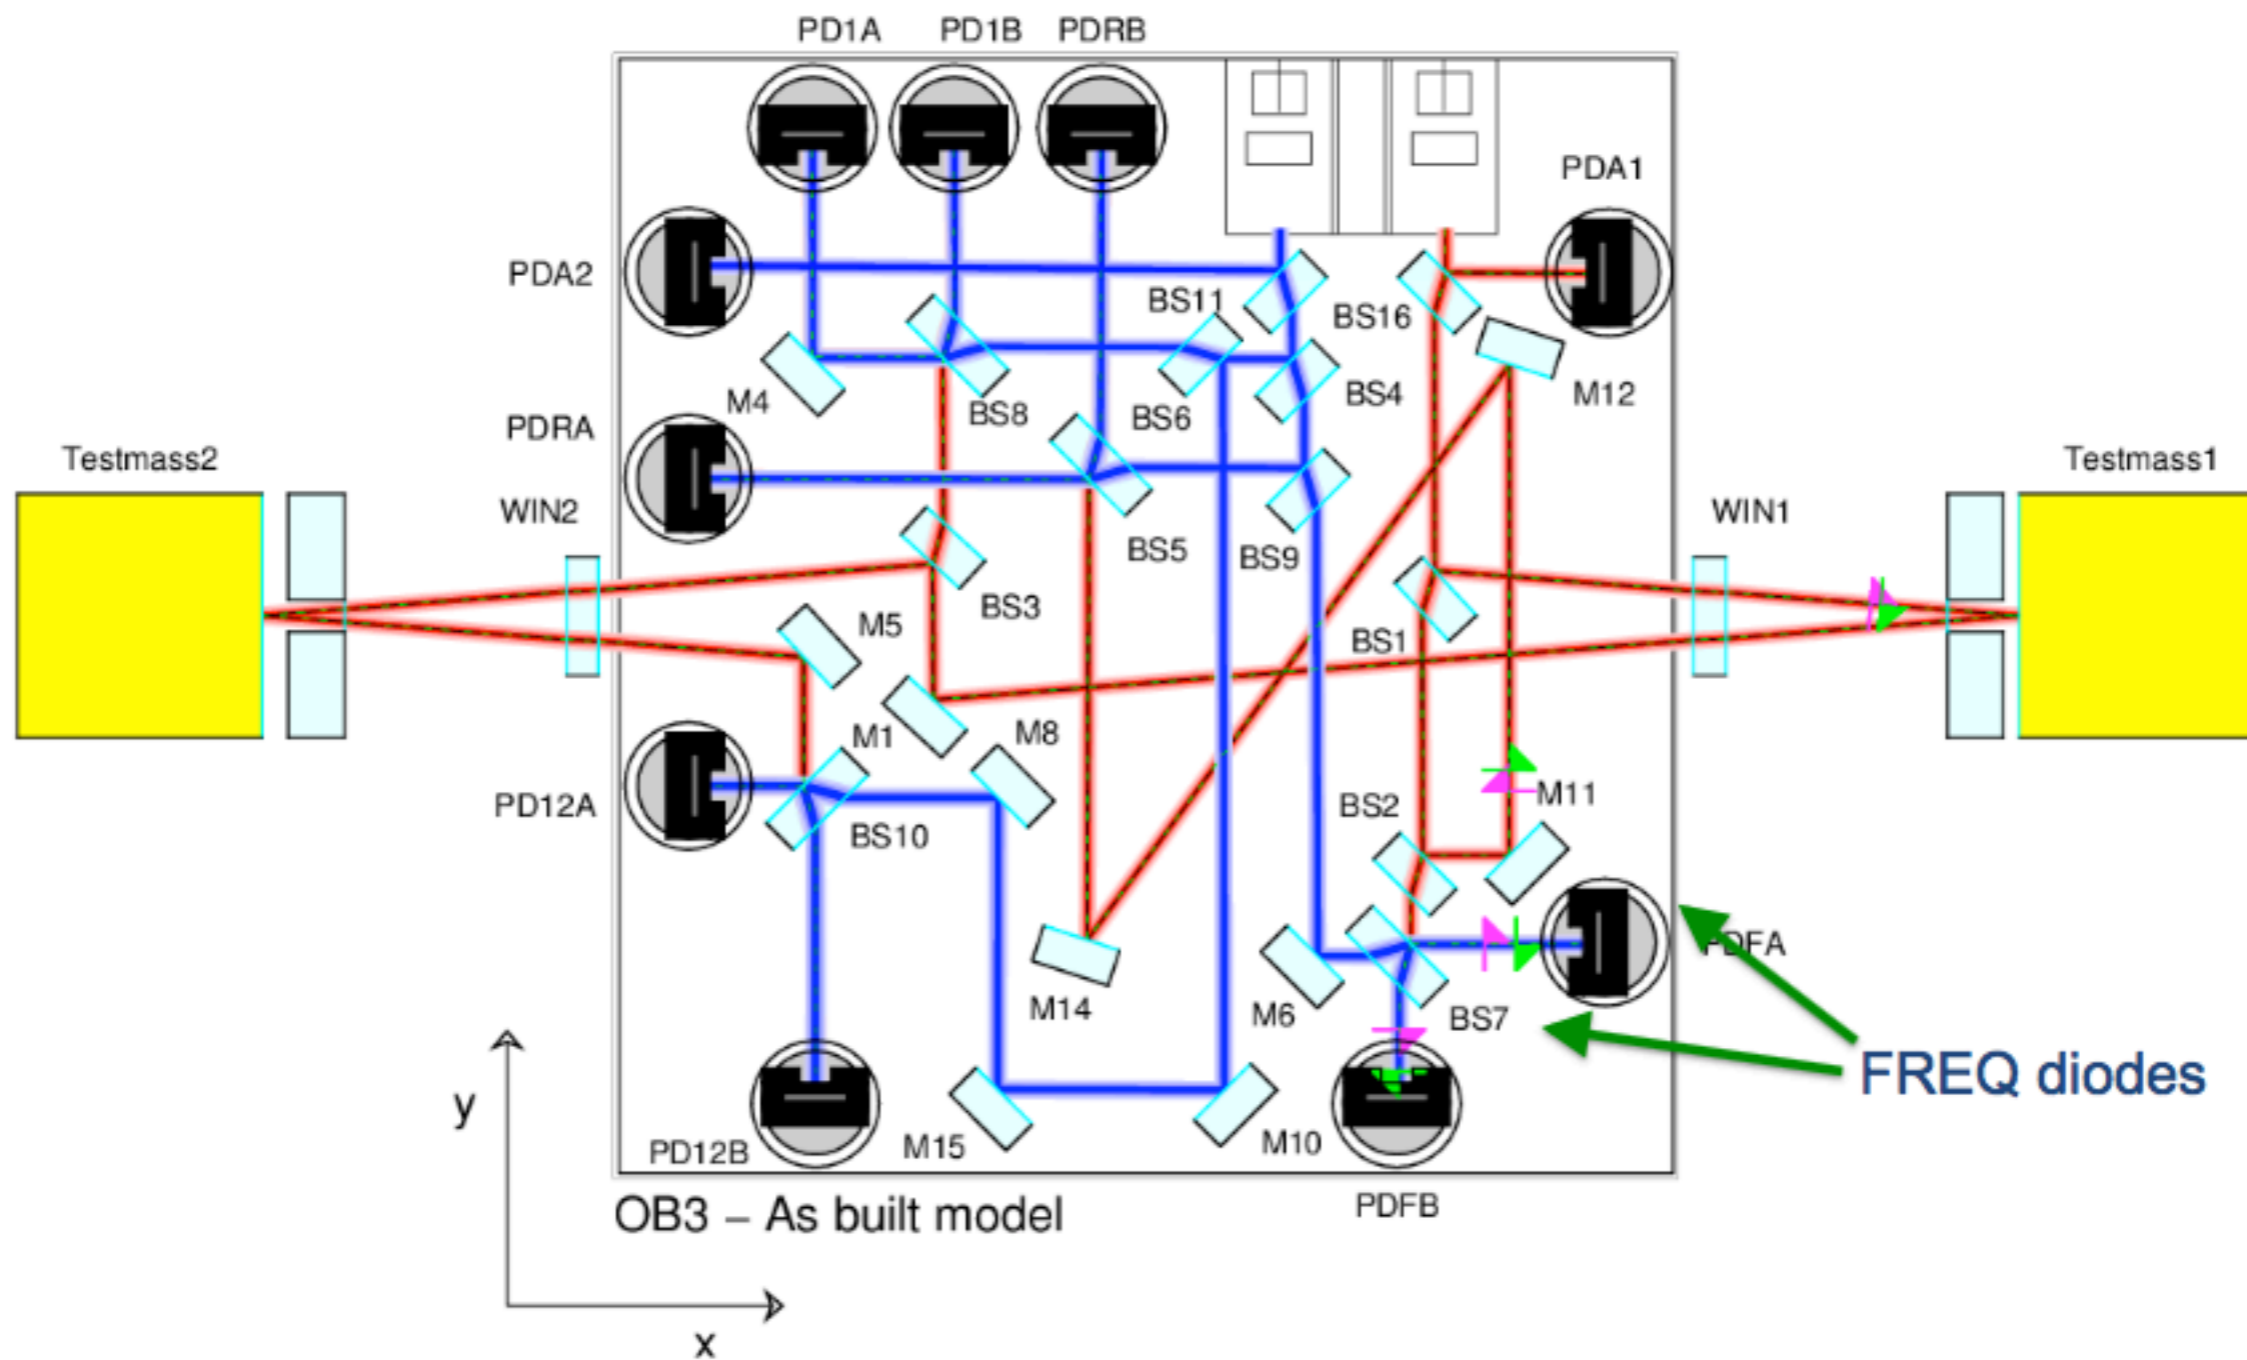 PD1A PD1B PDRB
PDA1
PDA2
BS11
BS16
M4
BS8
BS6
BS4
M12
PDRA
Testmass2
Testmass1
WIN2
WIN1
BS5
BS9
BS3
M5
BS1
M1
M8
PD12A
BS10
BS2
M11
PDFA
M14
M6
BS7
FREQ diodes
y
PD12B
M15
M10
PDFB
OB3 – As built model
x